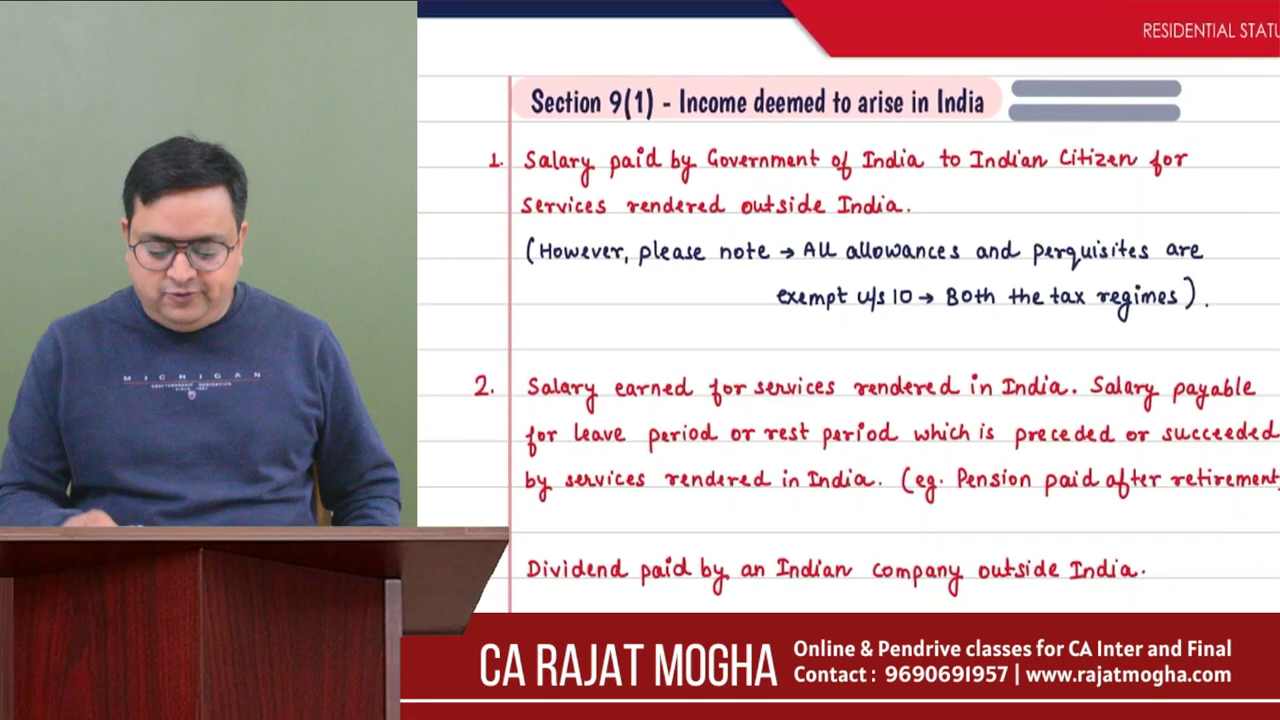 RESIDENTIAL STATU
Section 9(1) - Income deemed to arise in India
1. Salary paid by Government of India to Indian Citizen for
services rendered outside India.
(However, please note → All allowances and perquisites are
exempt u/s 10 → Both the tax regimes).
2. Salary earned for services rendered in India. Salary payable
for leave period or rest period which is preceded or succeeded
by services rendered in India. (eg. Pension paid after retirement
Dividend paid by an Indian company outside India.
MICHIGAN
CA RAJAT MOGHA
Online & Pendrive classes for CA Inter and Final
Contact : 9690691957 | www.rajatmogha.com